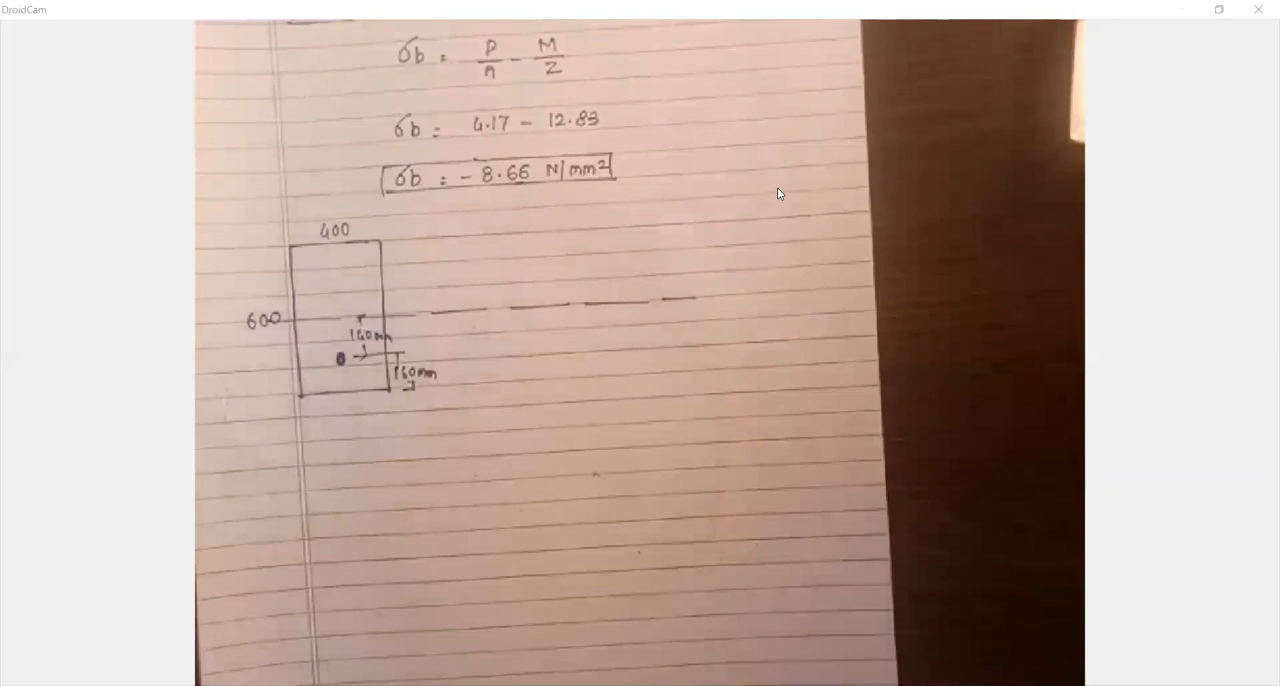 DroidCam
σb = P/A - M/Z
σb = 4.17 - 12.83
σb = - 8.66 N/mm²
400
600
140mm
160mm